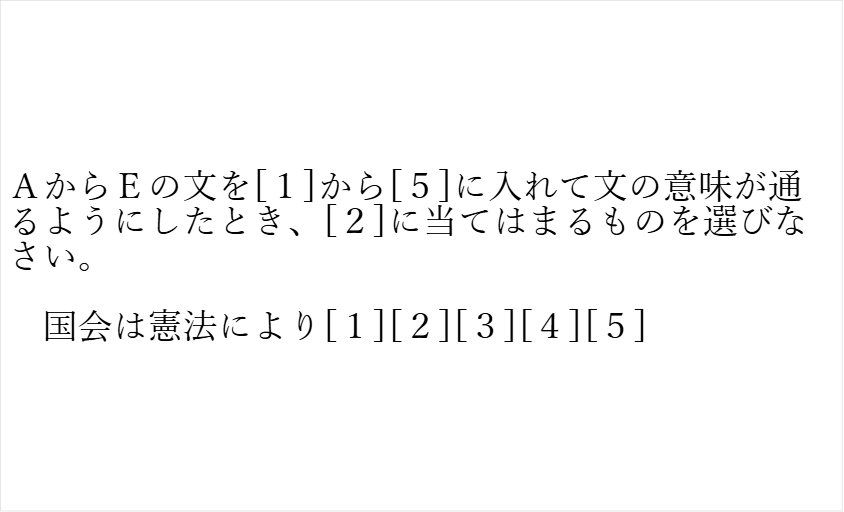 ＡからＥの文を[１]から[５]に入れて文の意味が通
るようにしたとき、[２]に当てはまるものを選びな
さい。
　国会は憲法により[１][２][３][４][５]